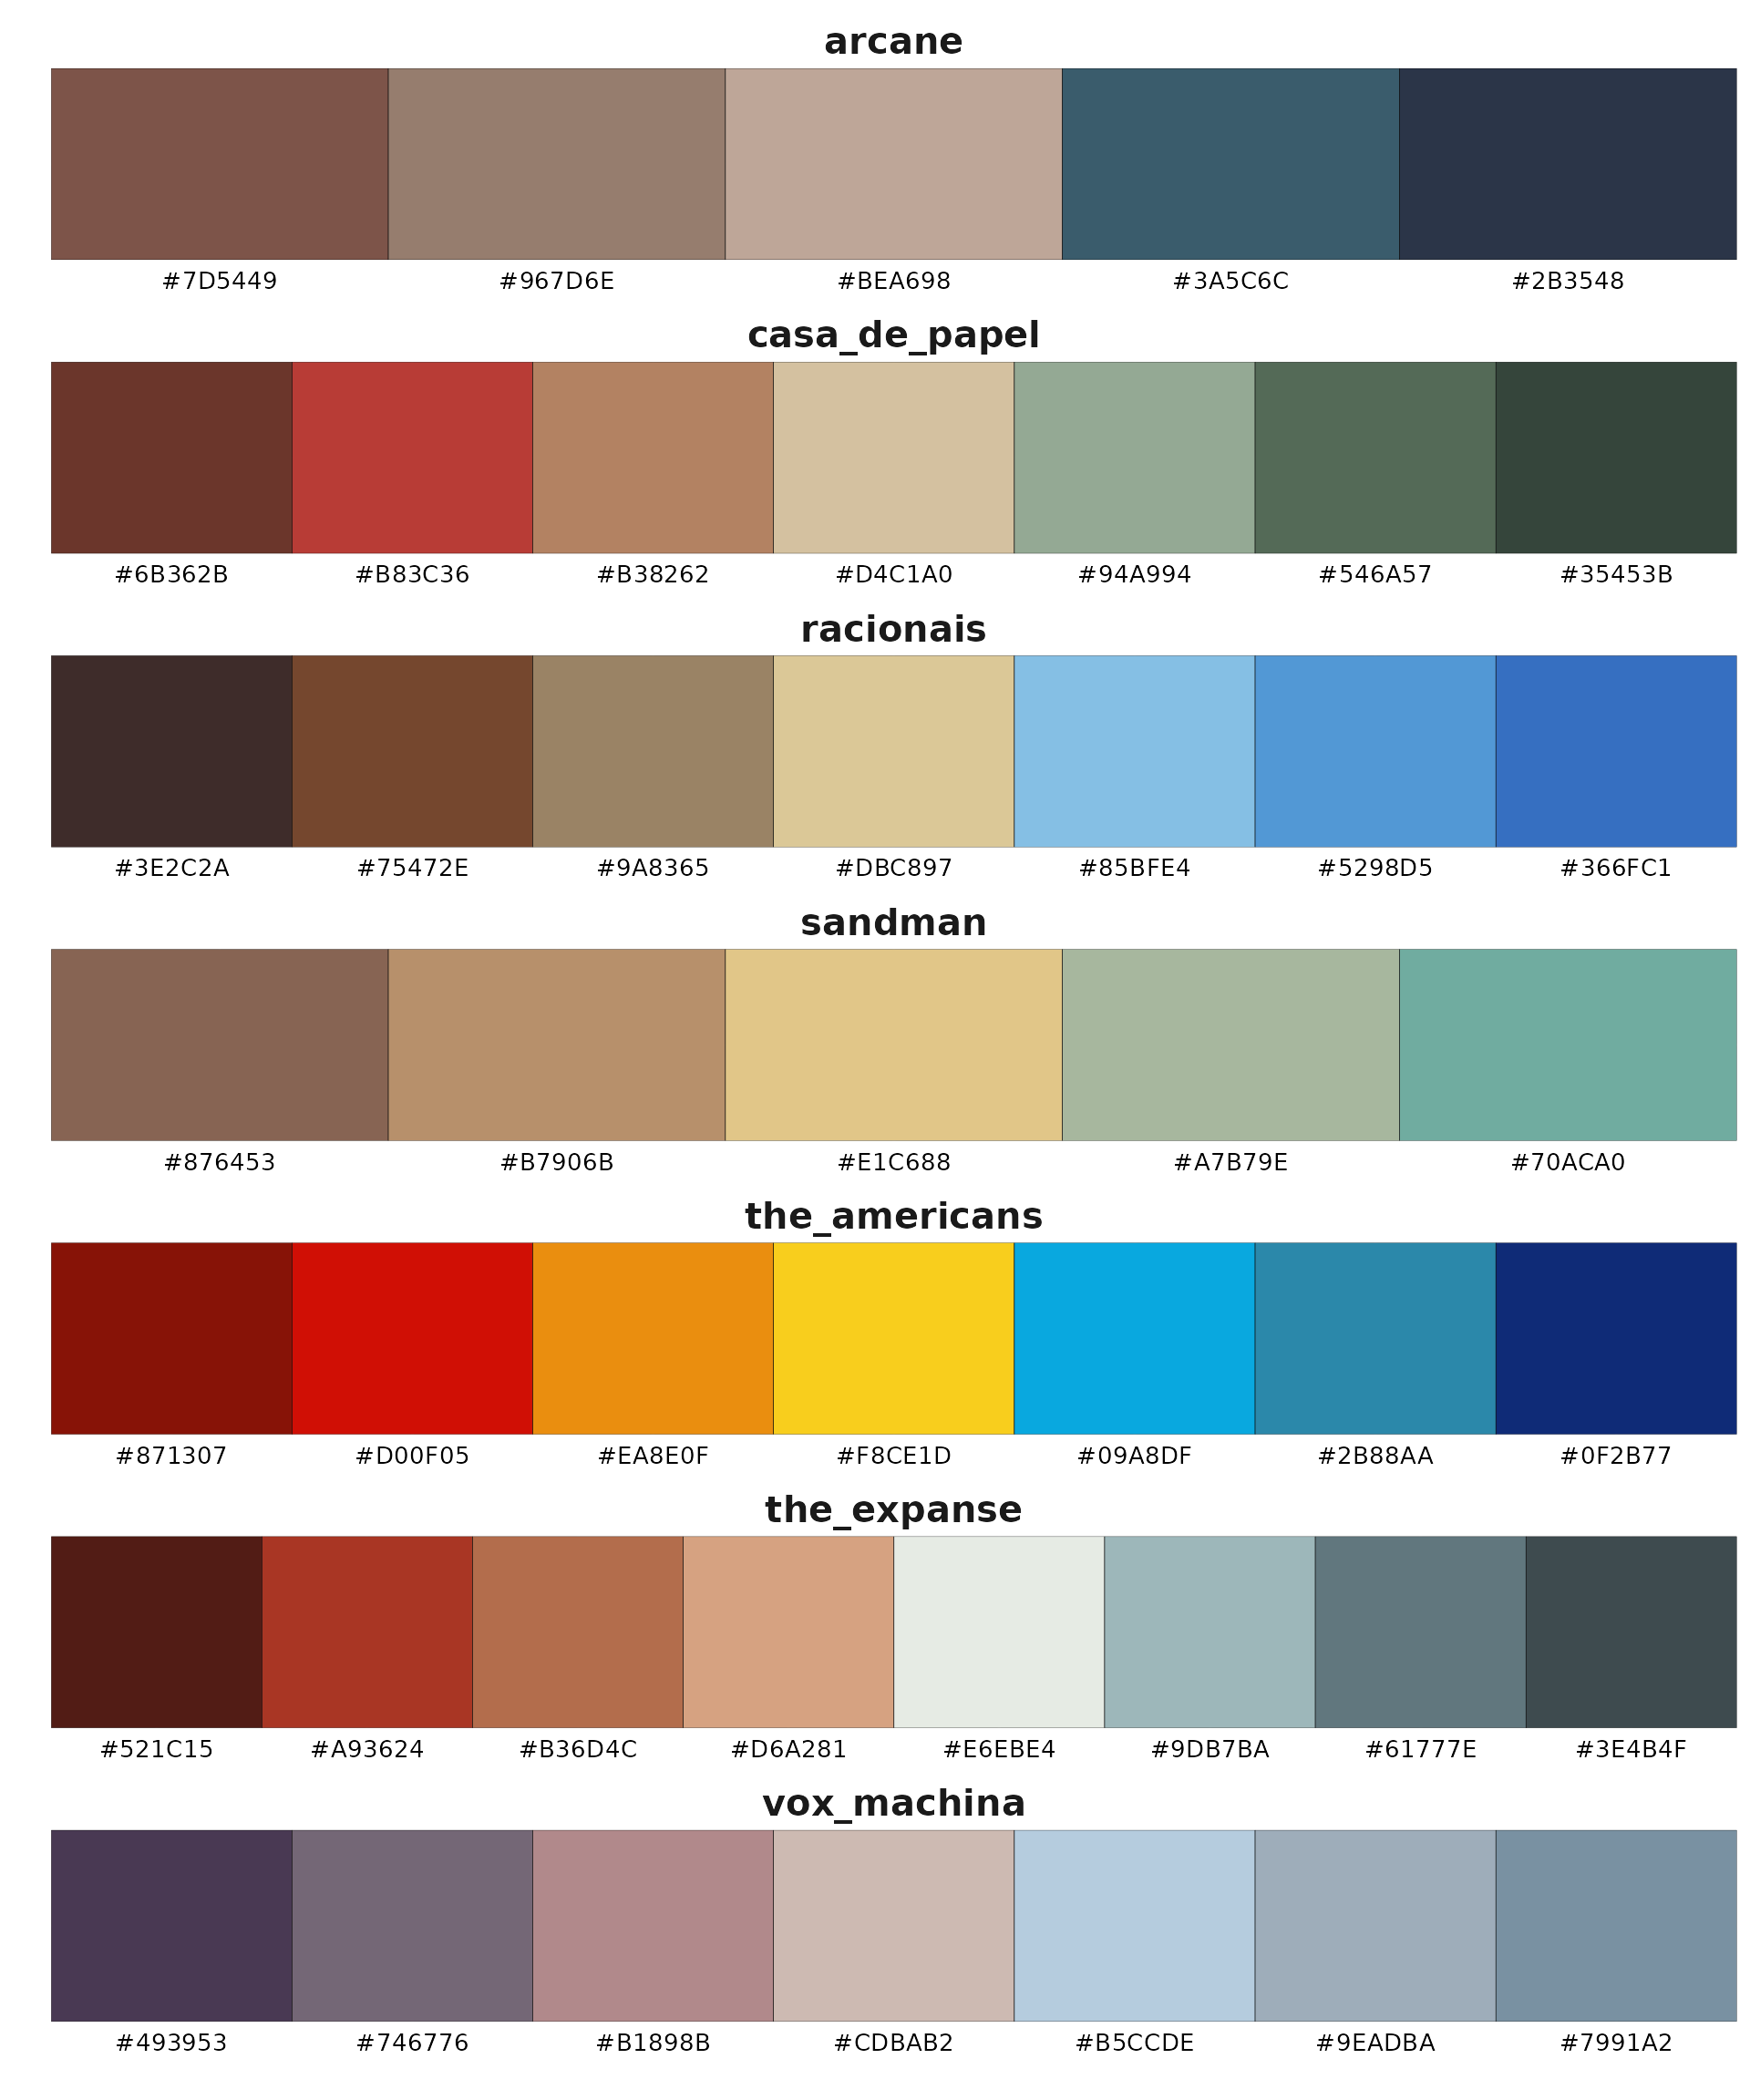 arcane
#7D5449 #967D6E #BEA698 #3A5C6C #2B3548
casa_de_papel
#6B362B #B83C36 #B38262 #D4C1A0 #94A994 #546A57 #35453B
racionais
#3E2C2A #75472E #9A8365 #DBC897 #85BFE4 #5298D5 #366FC1
sandman
#876453 #B7906B #E1C688 #A7B79E #70ACA0
the_americans
#871307 #D00F05 #EA8E0F #F8CE1D #09A8DF #2B88AA #0F2B77
the_expanse
#521C15 #A93624 #B36D4C #D6A281 #E6EBE4 #9DB7BA #61777E #3E4B4F
vox_machina
#493953 #746776 #B1898B #CDBAB2 #B5CCDE #9EADBA #7991A2